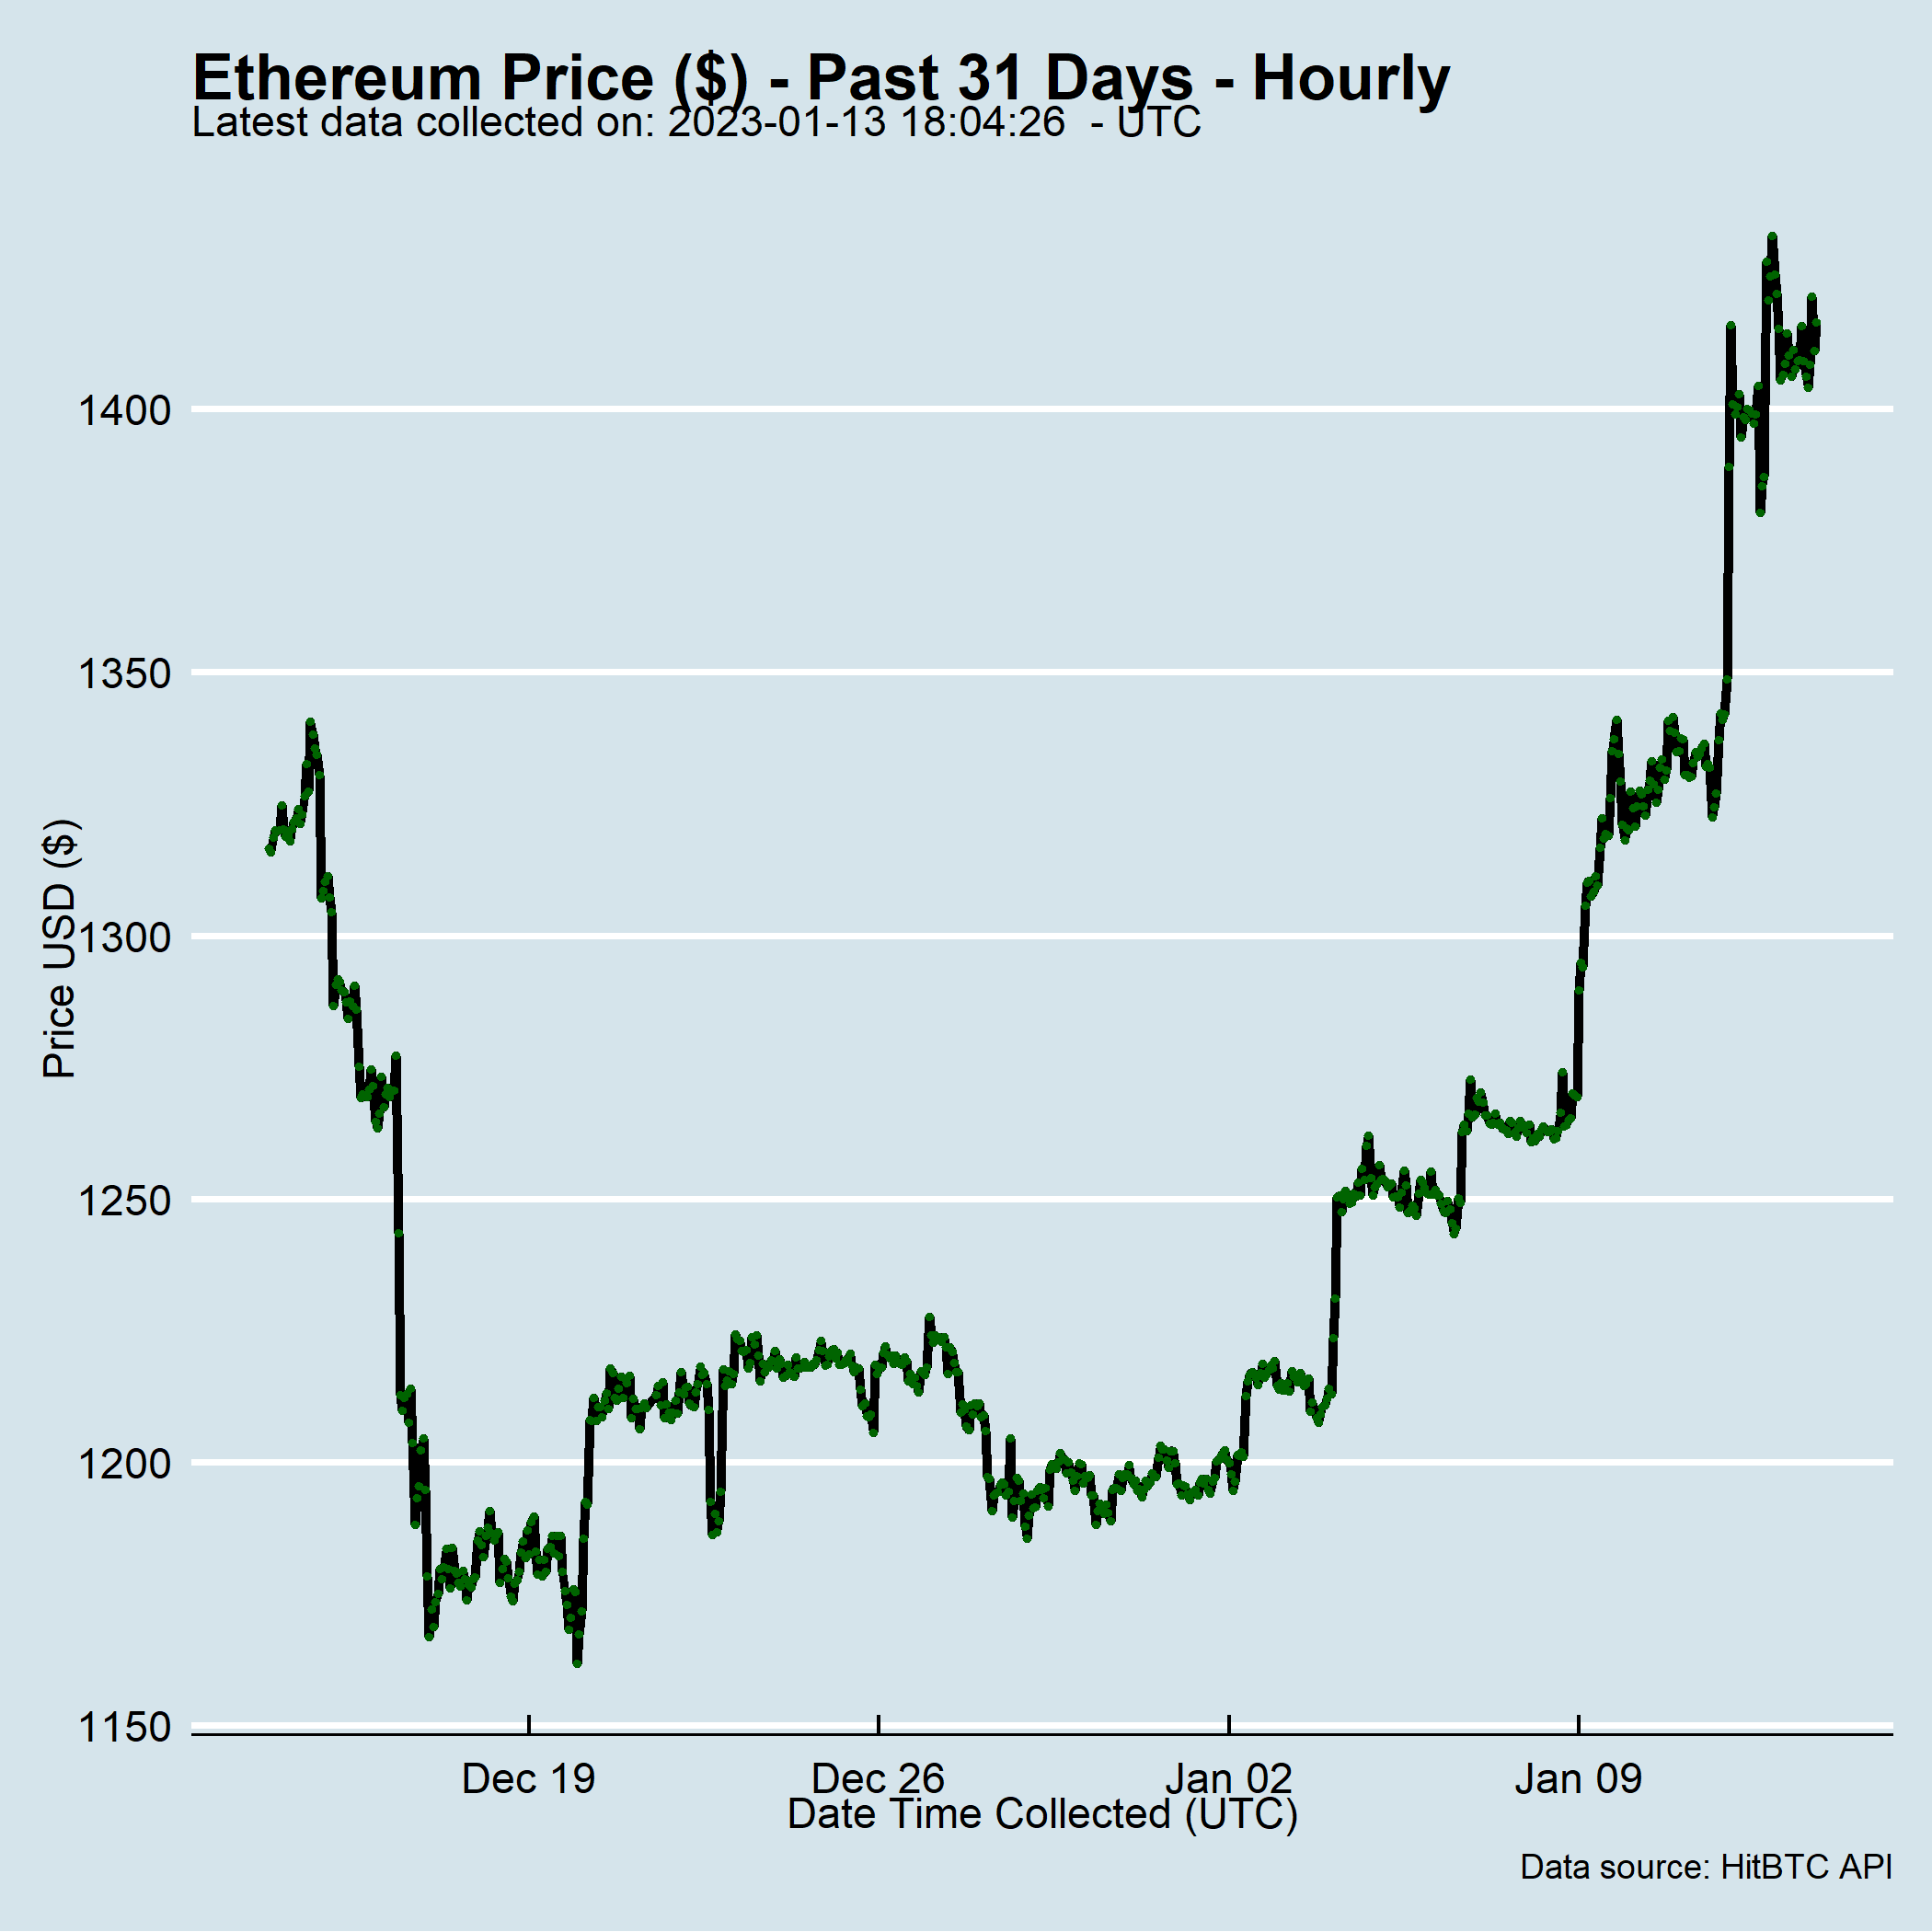 Ethereum Price ($) - Past 31 Days - Hourly
Latest data collected on: 2023-01-13 18:04:26  - UTC
Price USD ($)
1400
1350
1300
1250
1200
1150
Dec 19
Dec 26
Jan 02
Jan 09
Date Time Collected (UTC)
Data source: HitBTC API